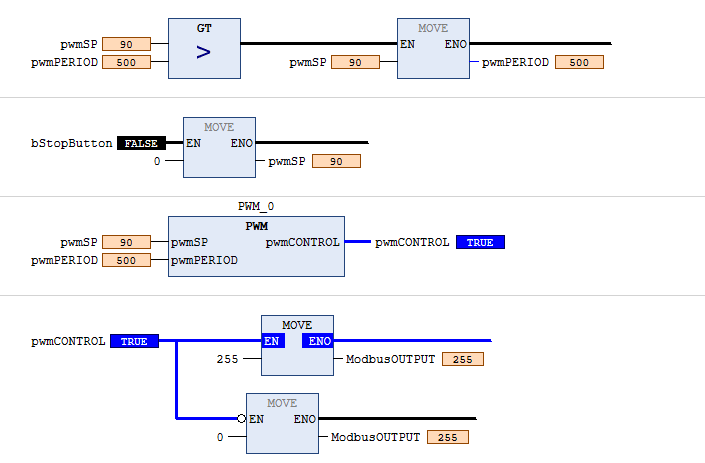 GT MOVE
pwmSP 90 > EN ENO
pwmPERIOD 500 pwmSP 90 pwmPERIOD 500
MOVE
bStopButton FALSE EN ENO
0 pwmSP 90
PWM_0
PWM
pwmSP 90 pwmSP pwmCONTROL pwmCONTROL TRUE
pwmPERIOD 500 pwmPERIOD
MOVE
pwmCONTROL TRUE EN ENO
255 ModbusOUTPUT 255
MOVE
EN ENO
0 ModbusOUTPUT 255